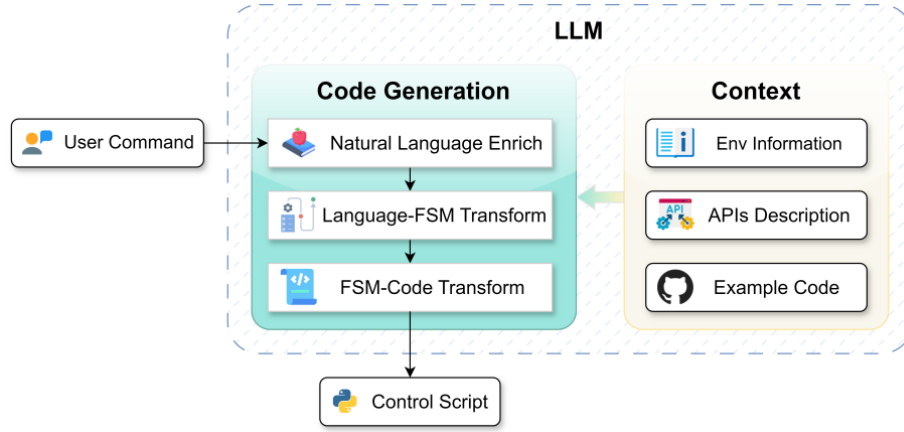 LLM
Code Generation
Context
User Command
Natural Language Enrich
Env Information
Language-FSM Transform
API
APIs Description
</>
FSM-Code Transform
Example Code
Control Script